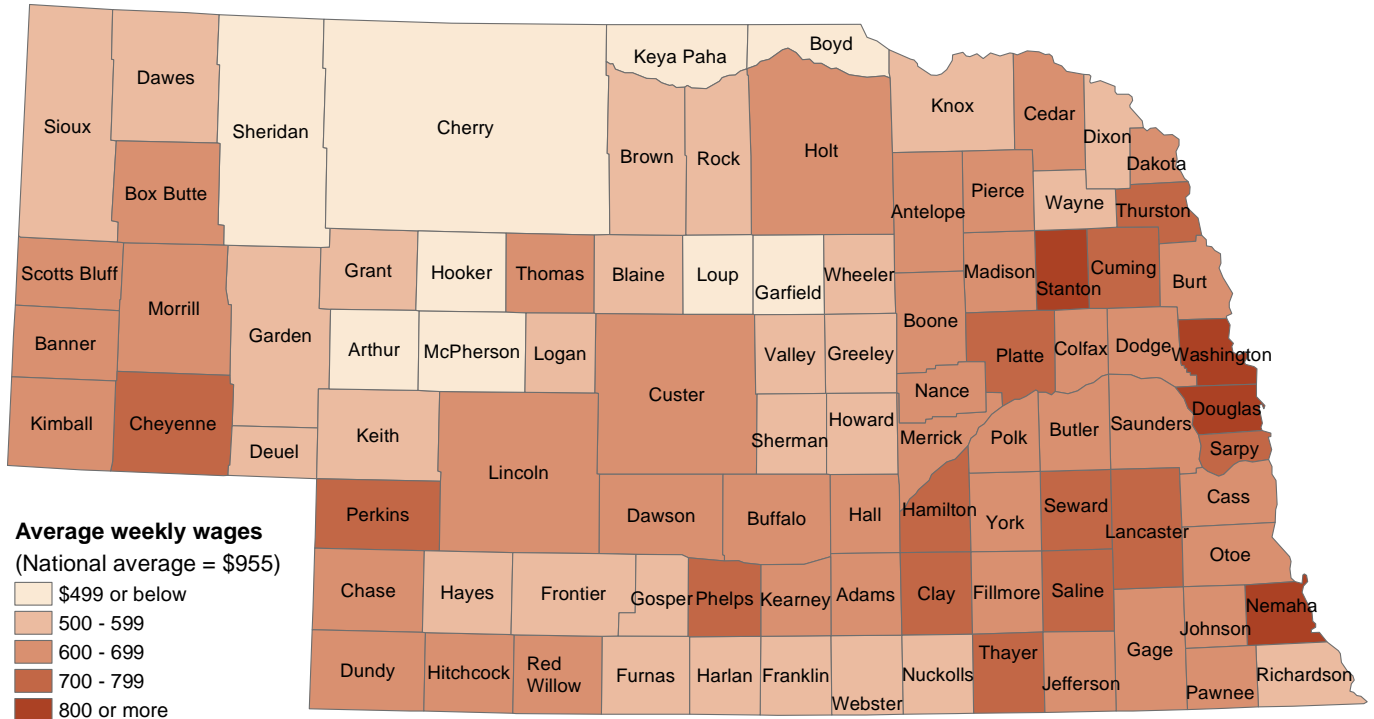 Boyd
Keya Paha
Dawes
Knox
Cedar
Sioux
Sheridan
Cherry
Dixon
Holt
Brown
Rock
Dakota
Box Butte
Pierce
Wayne
Antelope
Thurston
Scotts Bluff
Grant
Hooker
Thomas
Blaine
Loup
Garfield
Wheeler
Madison
Stanton
Cuming
Burt
Morrill
Garden
Boone
Banner
Arthur
McPherson
Logan
Valley
Greeley
Platte
Colfax
Dodge
Washington
Custer
Nance
Kimball
Cheyenne
Keith
Howard
Douglas
Deuel
Sherman
Merrick
Polk
Butler
Saunders
Sarpy
Lincoln
Perkins
Dawson
Buffalo
Hall
Hamilton
York
Seward
Lancaster
Cass
Otoe
Average weekly wages
(National average = $955)
$499 or below
500 - 599
600 - 699
700 - 799
800 or more
Chase
Hayes
Frontier
Gosper
Phelps
Kearney
Adams
Clay
Fillmore
Saline
Nemaha
Johnson
Gage
Dundy
Hitchcock
Red
Willow
Furnas
Harlan
Franklin
Webster
Nuckolls
Thayer
Jefferson
Pawnee
Richardson